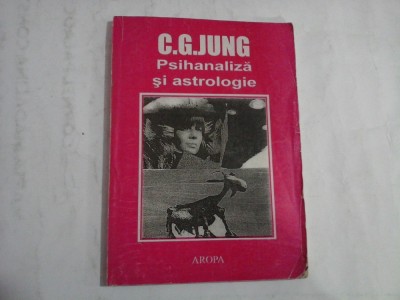 C.G.JUNG
Psihanaliză
şi astrologie
AROPA